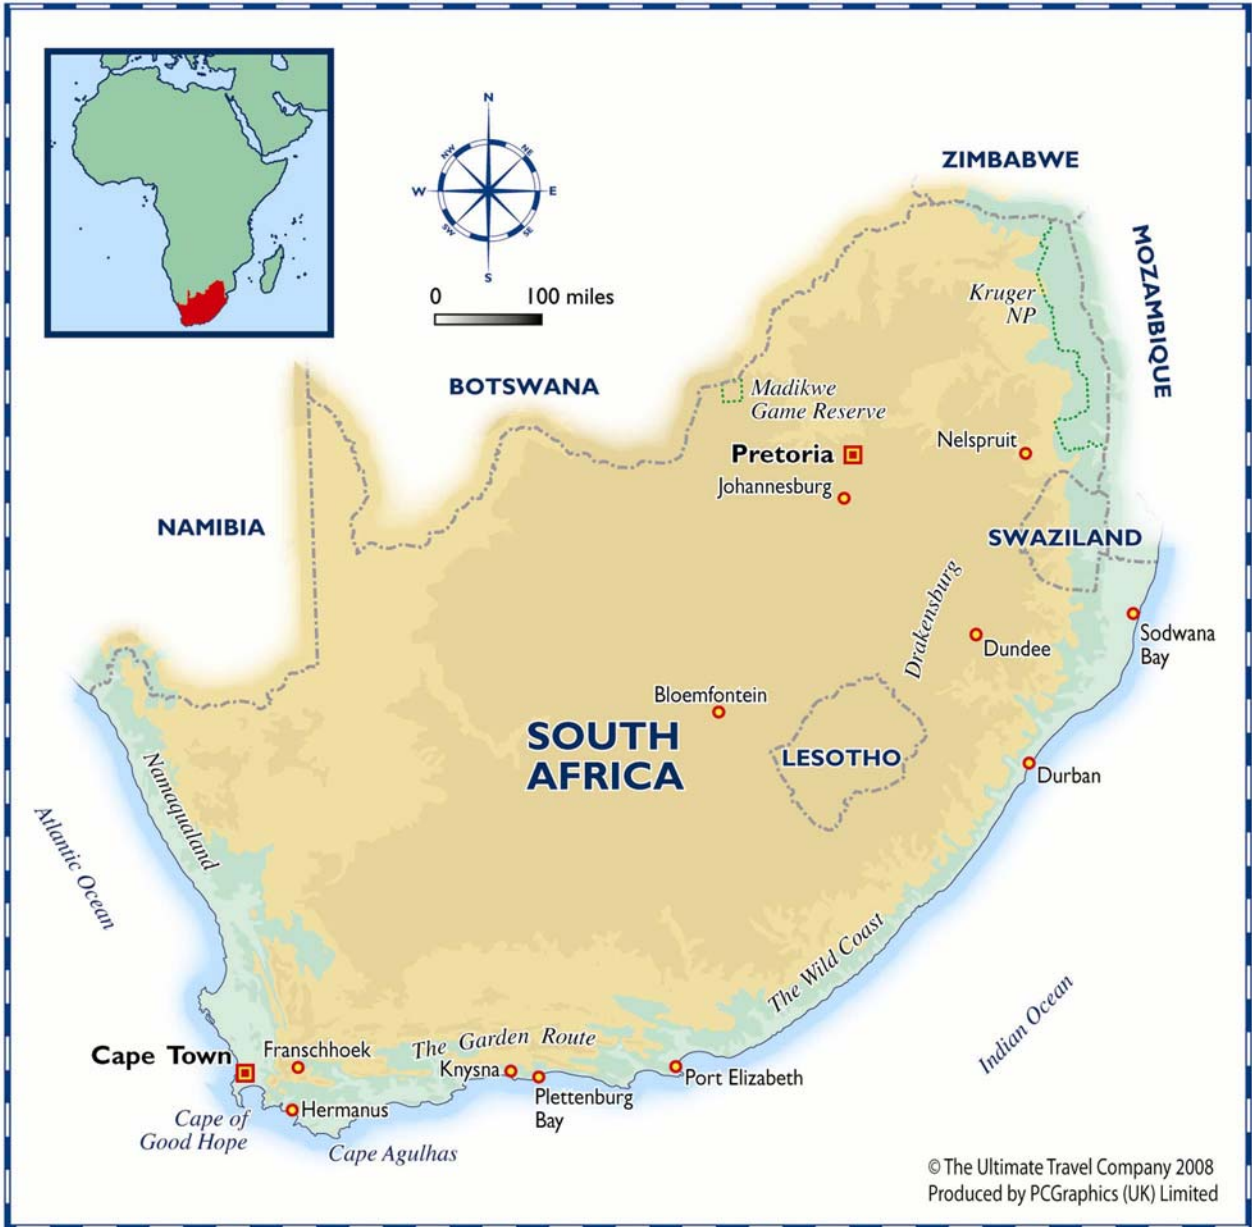 N
NW
NE
W
E
SW
SE
S
0 100 miles
ZIMBABWE
MOZAMBIQUE
Kruger
NP
BOTSWANA
Madikwe
Game Reserve
Pretoria
Nelspruit
Johannesburg
NAMIBIA
SWAZILAND
Drakensburg
Sodwana
Bay
Dundee
Bloemfontein
SOUTH
AFRICA
LESOTHO
Durban
Namaqualand
Atlantic Ocean
The Wild Coast
Indian Ocean
The Garden Route
Cape Town
Franschhoek
Knysna
Plettenburg
Bay
Port Elizabeth
Hermanus
Cape of
Good Hope
Cape Agulhas
© The Ultimate Travel Company 2008
Produced by PCGraphics (UK) Limited